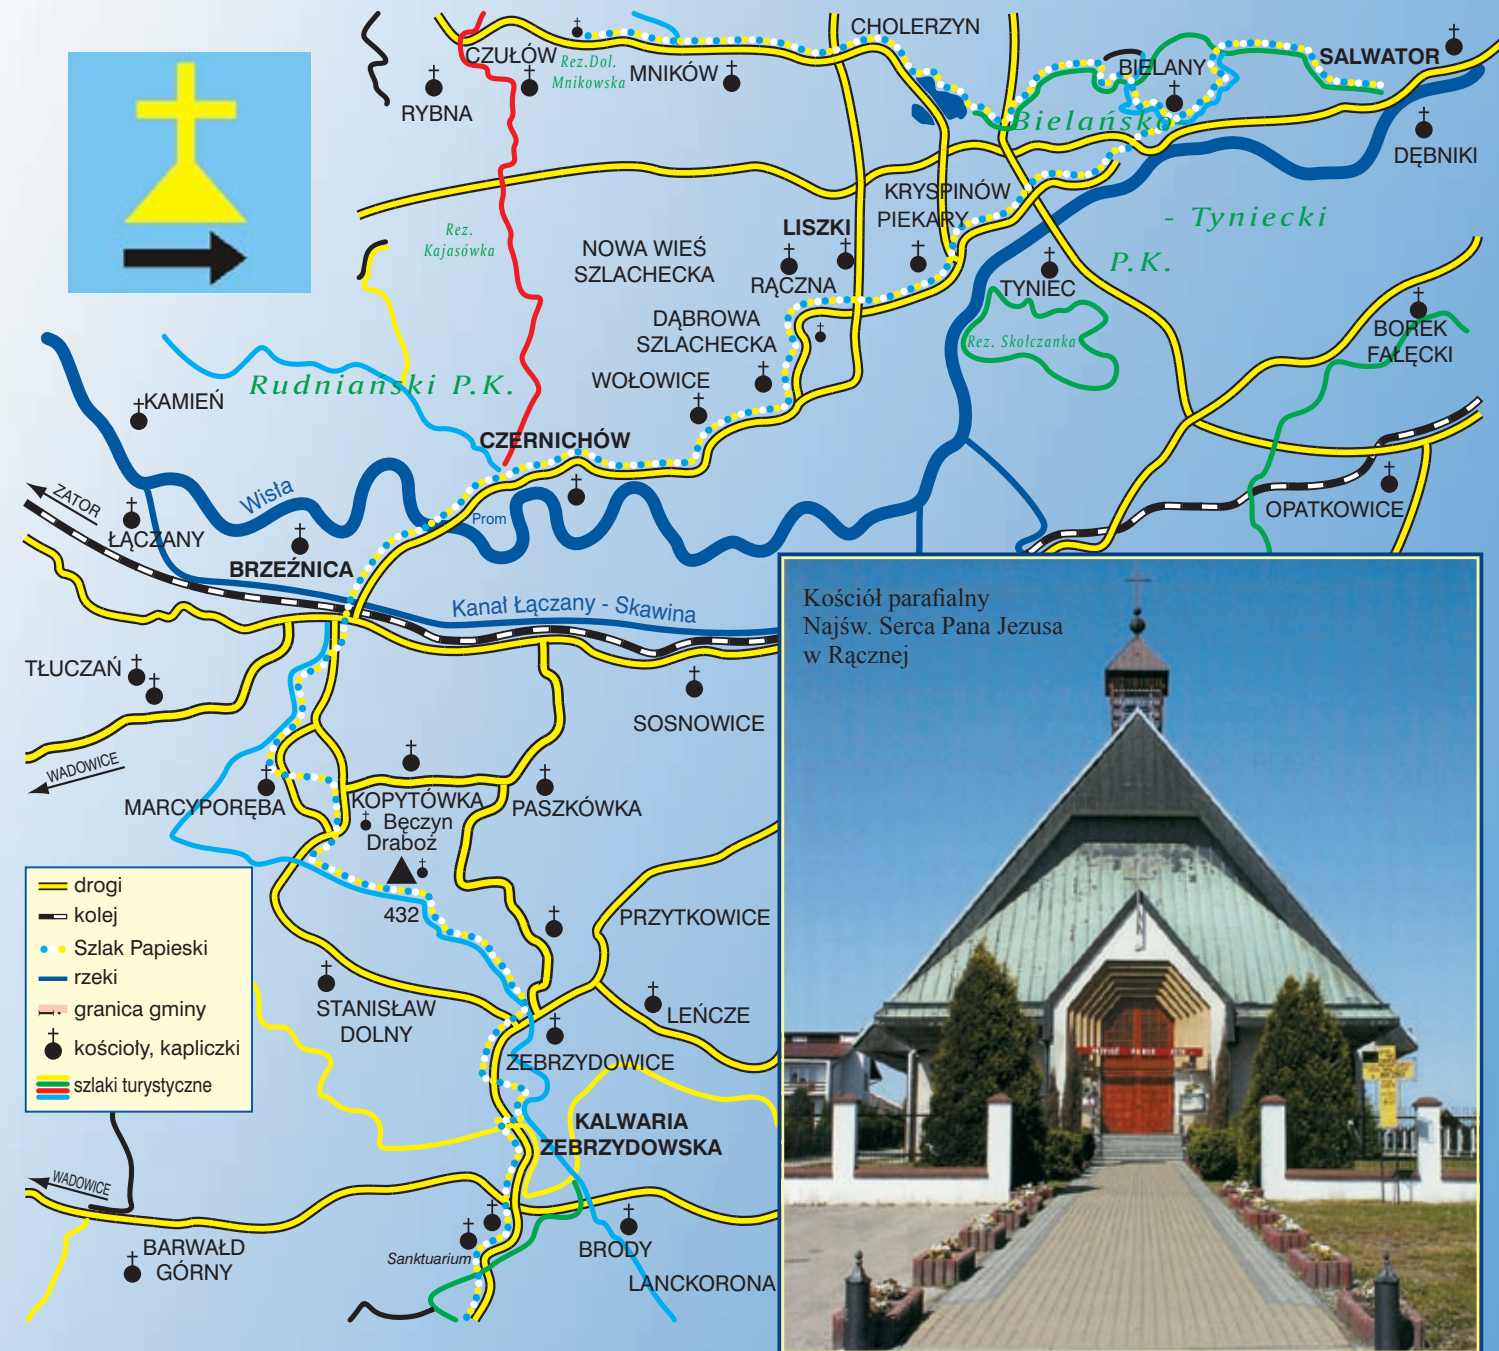 CHOLERZYN
SALWATOR
CZUŁÓW
Rez.Dol.
Mnikowska
MNIKÓW
BIELANY
RYBNA
Bielańsko
DĘBNIKI
KRYSPINÓW
PIEKARY
- Tyniecki
P.K.
Rez.
Kajasówka
NOWA WIEŚ
SZLACHECKA
LISZKI
RĄCZNA
TYNIEC
DĄBROWA
SZLACHECKA
Rez. Skołczanka
BOREK
FAŁĘCKI
WOŁOWICE
Rudniański P.K.
KAMIEŃ
CZERNICHÓW
ZATOR
Wisła
Prom
OPATKOWICE
ŁĄCZANY
BRZEŹNICA
Kanał Łączany - Skawina
TŁUCZAŃ
SOSNOWICE
WADOWICE
MARCYPORĘBA
KOPYTÓWKA
Bęczyn
Draboż
PASZKÓWKA
432
PRZYTKOWICE
STANISŁAW
DOLNY
LEŃCZE
ZEBRZYDOWICE
KALWARIA
ZEBRZYDOWSKA
WADOWICE
BARWAŁD
GÓRNY
Sanktuarium
BRODY
LANCKORONA
drogi
kolej
Szlak Papieski
rzeki
granica gminy
kościoły, kapliczki
szlaki turystyczne
Kościół parafialny
Najśw. Serca Pana Jezusa
w Rącznej